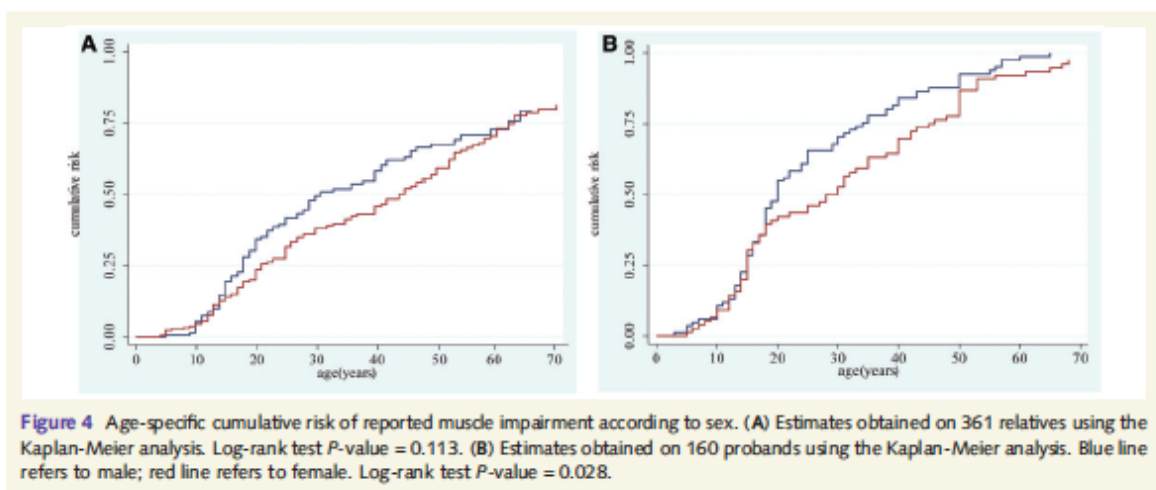 A
B
1.00
0.75
0.50
0.25
0.00
cumulative risk
0 10 20 30 40 50 60 70
age(years)
1.00
0.75
0.50
0.25
0.00
cumulative risk
0 10 20 30 40 50 60 70
age(years)
Figure 4 Age-specific cumulative risk of reported muscle impairment according to sex. (A) Estimates obtained on 361 relatives using the
Kaplan-Meier analysis. Log-rank test P-value = 0.113. (B) Estimates obtained on 160 probands using the Kaplan-Meier analysis. Blue line
refers to male; red line refers to female. Log-rank test P-value = 0.028.